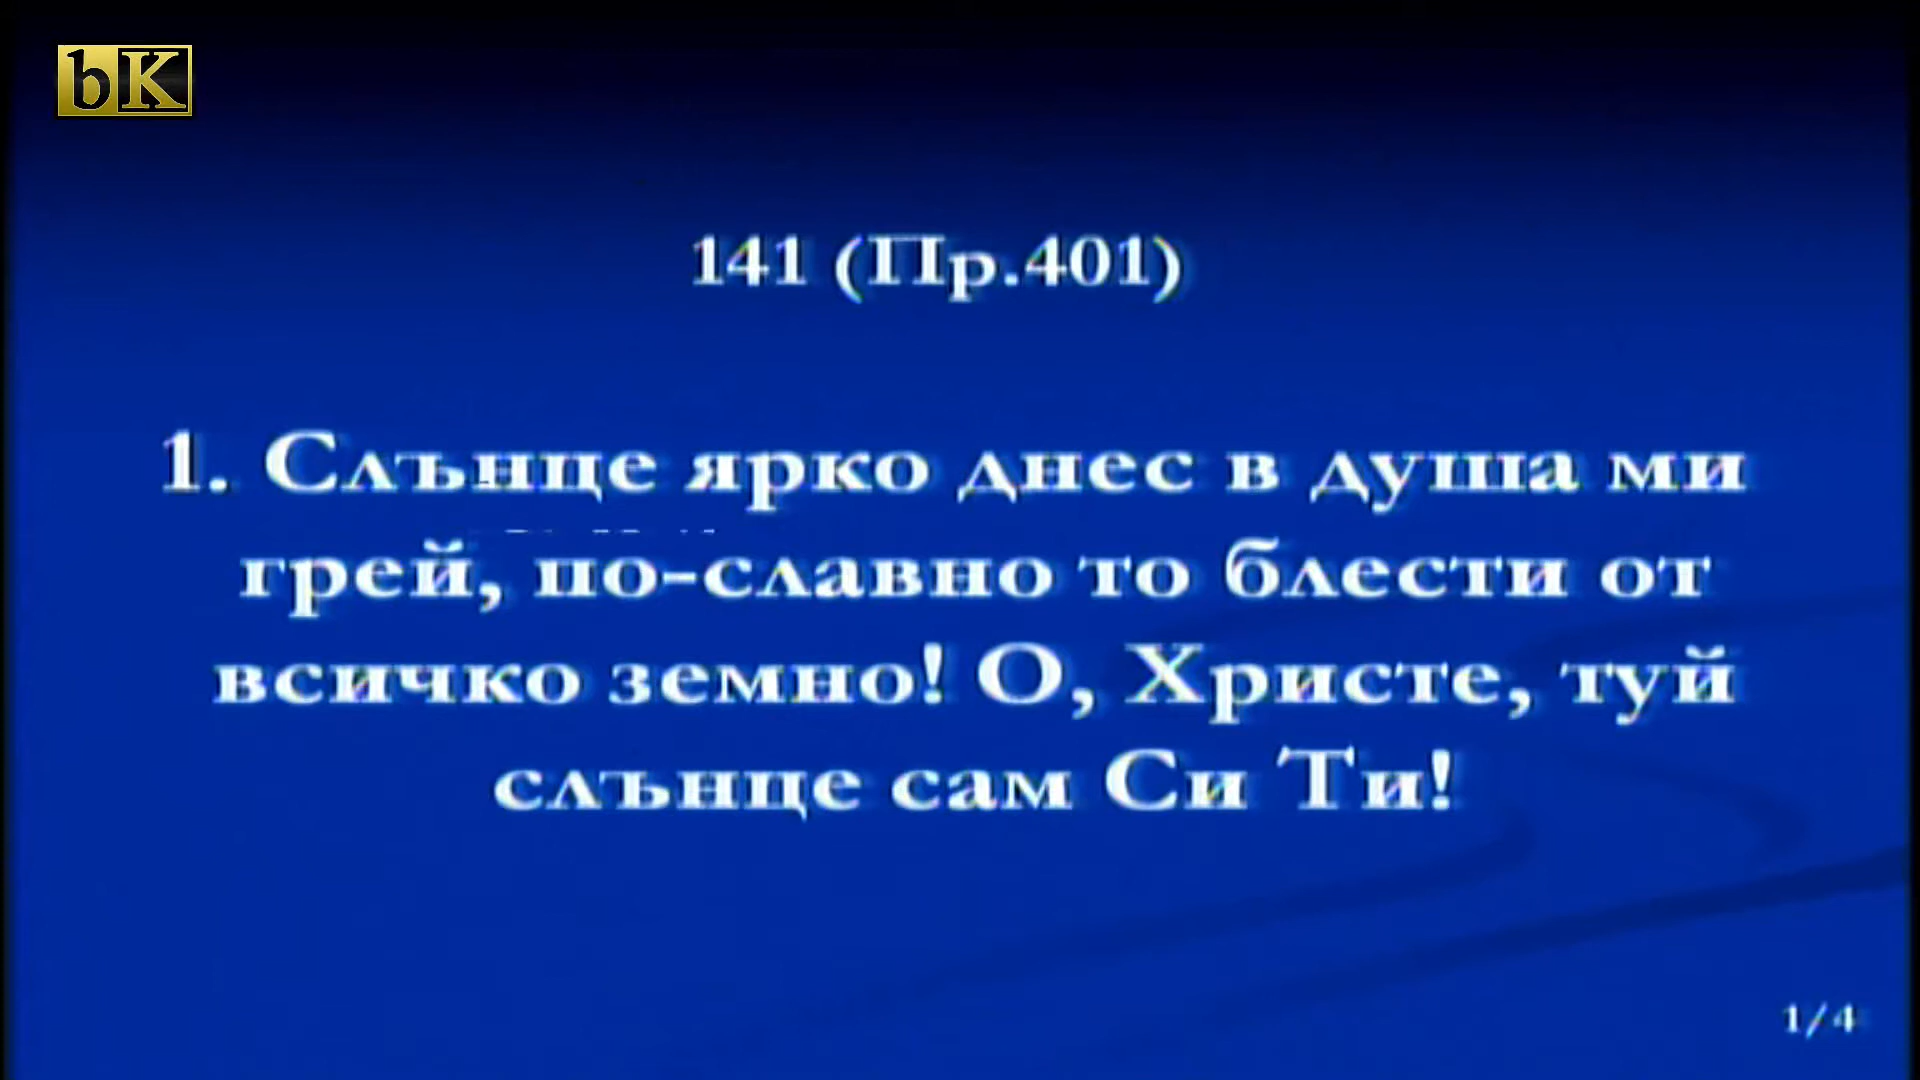 bK
141 (Пр.401)
1. Слънце ярко днес в душа ми
грей, по-славно то блести от
всичко земно! О, Христе, туй
слънце сам Си Ти!
1/4